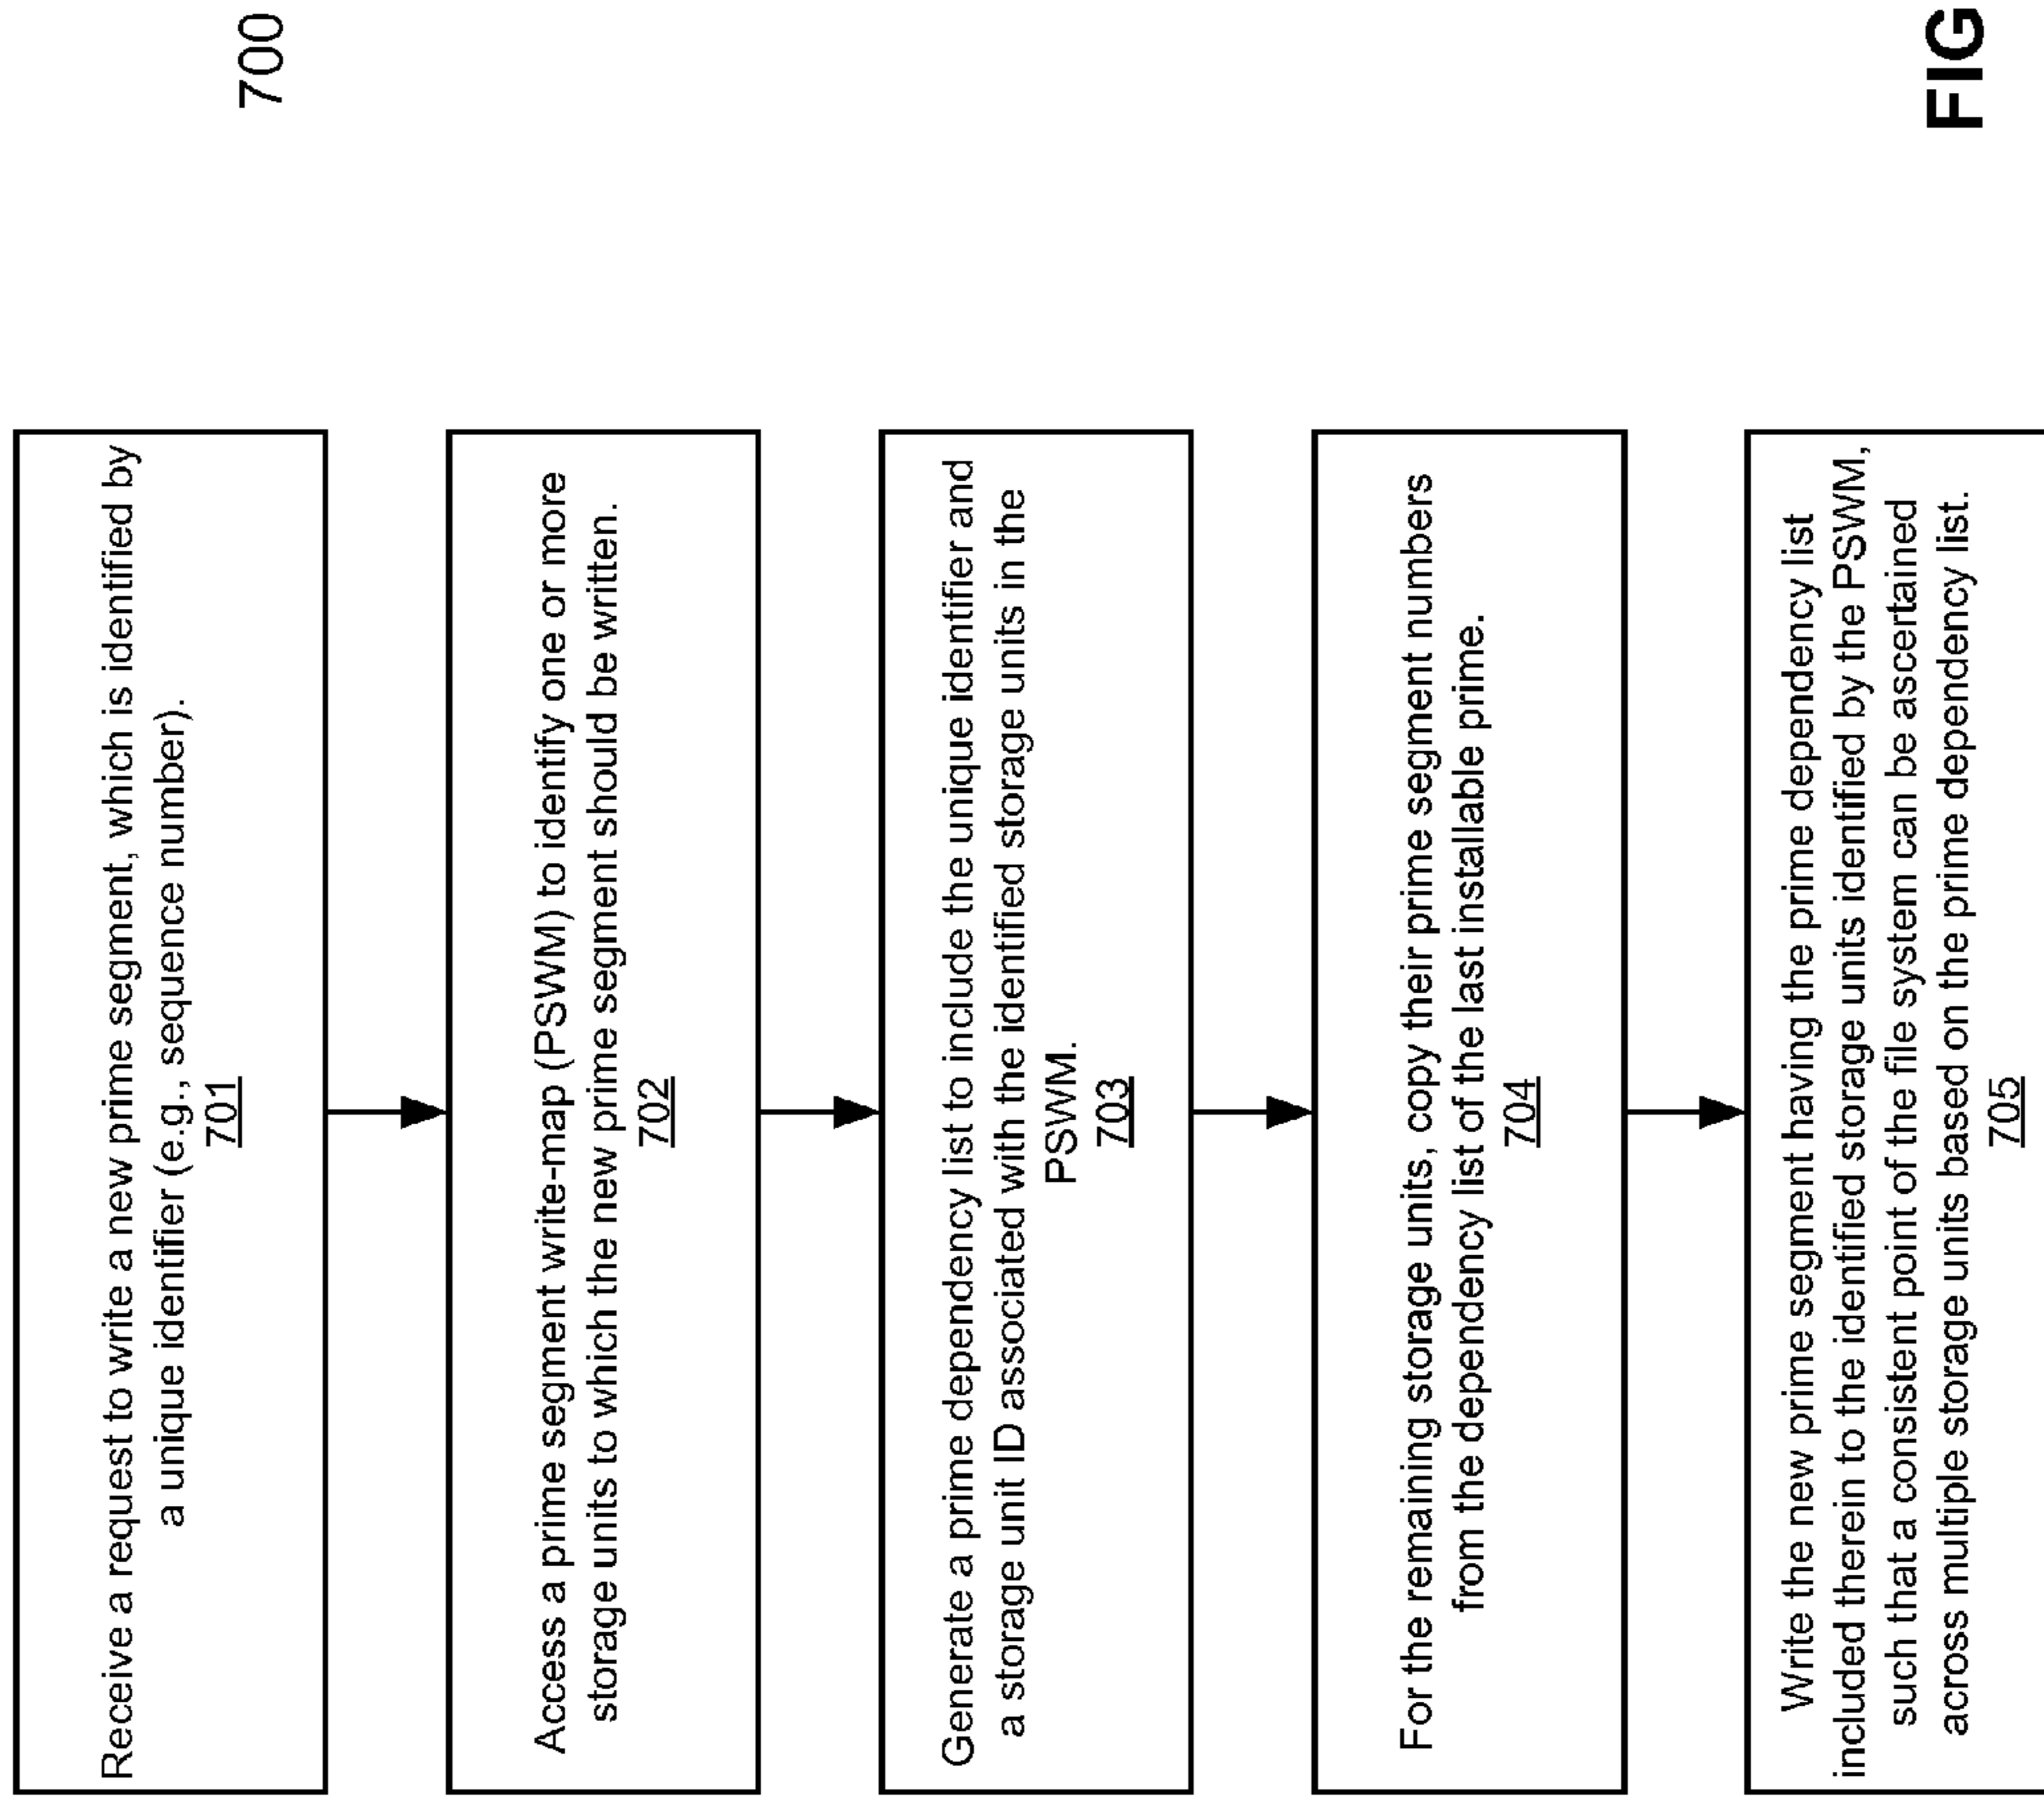 Receive a request to write a new prime segment, which is identified by
a unique identifier (e.g., sequence number).
701
Access a prime segment write-map (PSWM) to identify one or more
storage units to which the new prime segment should be written.
702
Generate a prime dependency list to include the unique identifier and
a storage unit ID associated with the identified storage units in the
PSWM.
703
For the remaining storage units, copy their prime segment numbers
from the dependency list of the last installable prime.
704
Write the new prime segment having the prime dependency list
included therein to the identified storage units identified by the PSWM,
such that a consistent point of the file system can be ascertained
across multiple storage units based on the prime dependency list.
705
700
FIG